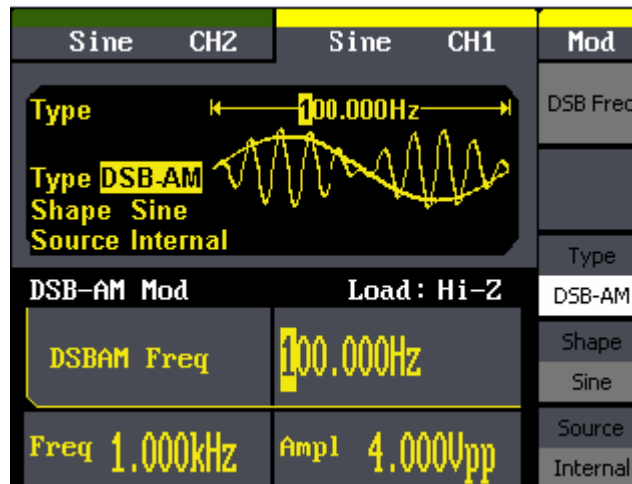 Sine CH2 Sine CH1 Mod
Type 100.000Hz
Type DSB-AM
Shape Sine
Source Internal
DSB-AM Mod Load: Hi-Z
DSBAM Freq 100.000Hz
Freq 1.000kHz Ampl 4.000Vpp
DSB Freq
Type
DSB-AM
Shape
Sine
Source
Internal